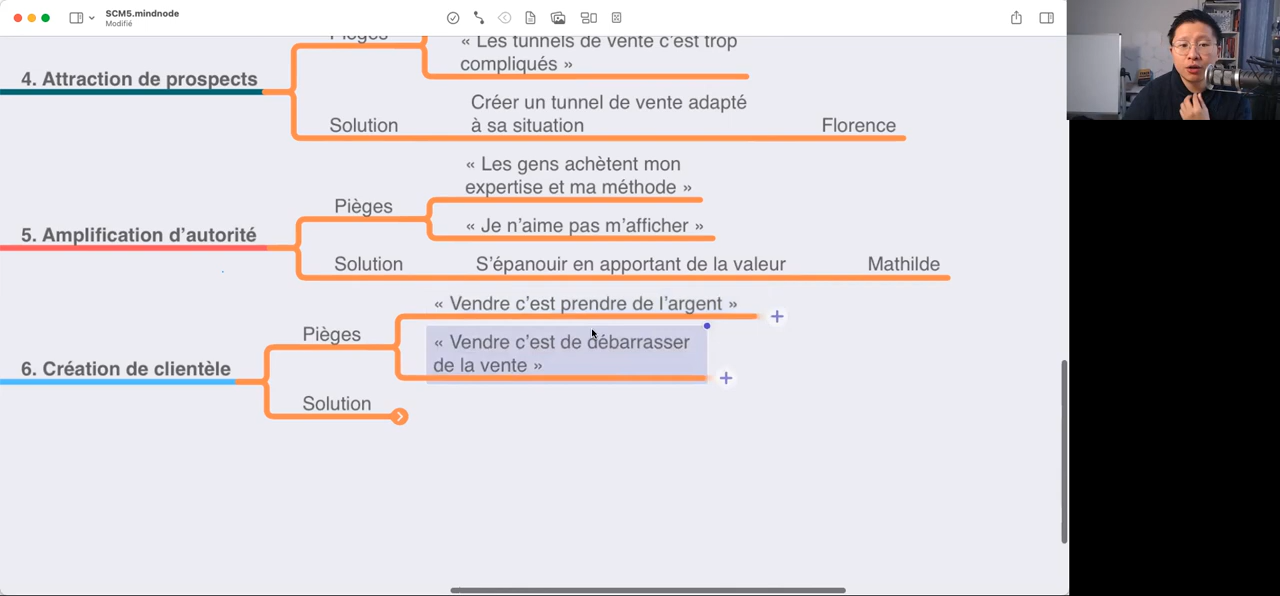 SCM5.mindnode
Modifié
Pièges
« Les tunnels de vente c’est trop
compliqués »
4. Attraction de prospects
Créer un tunnel de vente adapté
à sa situation
Solution
Florence
« Les gens achètent mon
expertise et ma méthode »
Pièges
« Je n’aime pas m’afficher »
5. Amplification d’autorité
Solution
S’épanouir en apportant de la valeur
Mathilde
« Vendre c’est prendre de l’argent »
Pièges
« Vendre c’est de débarrasser
de la vente »
6. Création de clientèle
Solution